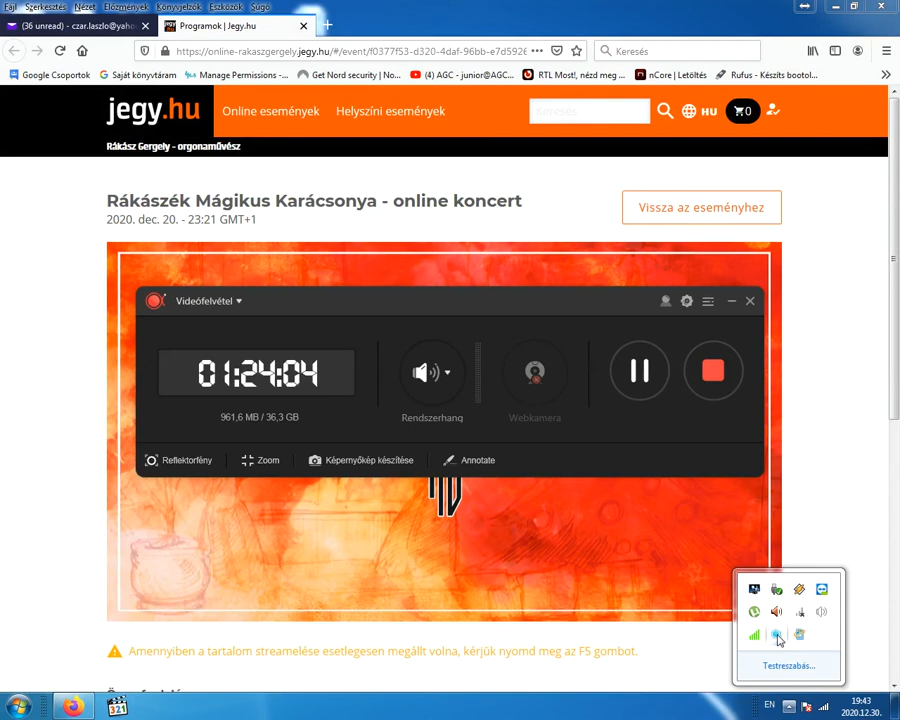 Fájl Szerkesztés Nézet Előzmények Könyvjelzők Eszközök Súgó
(36 unread) - czar.laszlo@yaho
Programok | Jegy.hu
https://online-rakaszgergely.jegy.hu/#/event/f0377f53-d320-4daf-96bb-e7d5926
Keresés
Google Csoportok
Saját könyvtáram
Manage Permissions -...
Get Nord security | No...
(4) AGC - junior@AGC...
RTL Most!, nézd meg ...
nCore | Letöltés
Rufus - Készíts bootol...
jegy.hu
Online események
Helyszíni események
Keresés
HU
0
Rákász Gergely - orgonaművész
Rákászék Mágikus Karácsonya - online koncert
2020. dec. 20. - 23:21 GMT+1
Vissza az eseményhez
Videófelvétel
01:24:04
961,6 MB / 36,3 GB
Rendszerhang
Webkamera
Reflektorfény
Zoom
Képernyőkép készítése
Annotate
Testreszabás...
Amennyiben a tartalom streamelése esetlegesen megállt volna, kérjük nyomd meg az F5 gombot.
321
EN
19:43
2020.12.30.